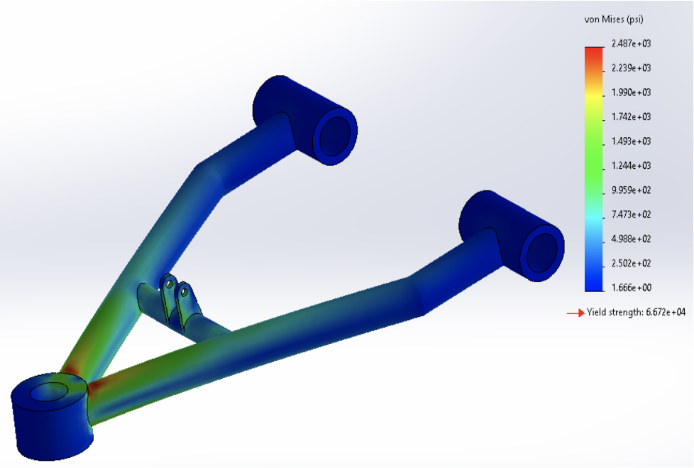 von Mises (psi)
2.487e+03
2.239e+03
1.990e+03
1.742e+03
1.493e+03
1.244e+03
9.959e+02
7.473e+02
4.988e+02
2.502e+02
1.666e+00
Yield strength: 6.672e+04